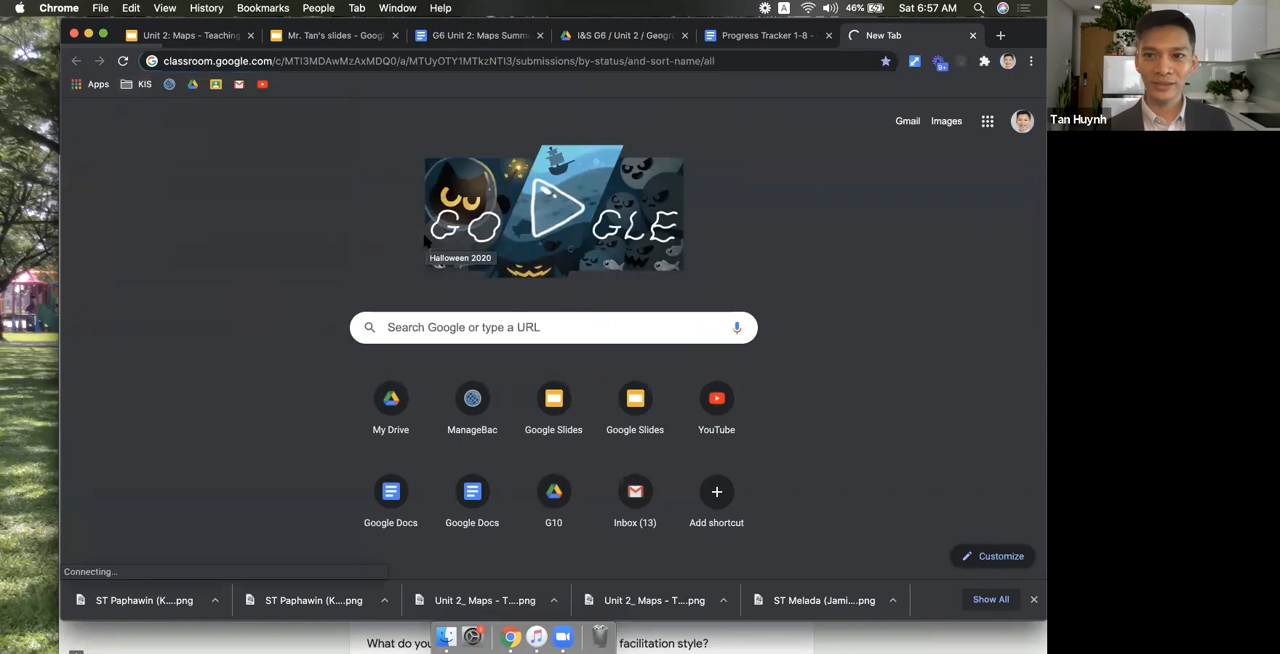 Chrome File Edit View History Bookmarks People Tab Window Help
46% Sat 6:57 AM
Unit 2: Maps - Teaching
Mr. Tan's slides - Goog
G6 Unit 2: Maps Summ
I&S G6 / Unit 2 / Geogr
Progress Tracker 1-8 -
New Tab
classroom.google.com/c/MTI3MDAwMzAxMDQ0/a/MTUyOTY1MTkzNTI3/submissions/by-status/and-sort-name/all
9+
Apps KIS
Gmail Images
Tan Huynh
GO GLE
Halloween 2020
Search Google or type a URL
My Drive ManageBac Google Slides Google Slides YouTube
Google Docs Google Docs G10 Inbox (13) Add shortcut
Customize
Connecting...
ST Paphawin (K....png ST Paphawin (K....png Unit 2_ Maps - T....png Unit 2_ Maps - T....png ST Melada (Jami....png Show All
What do you facilitation style?